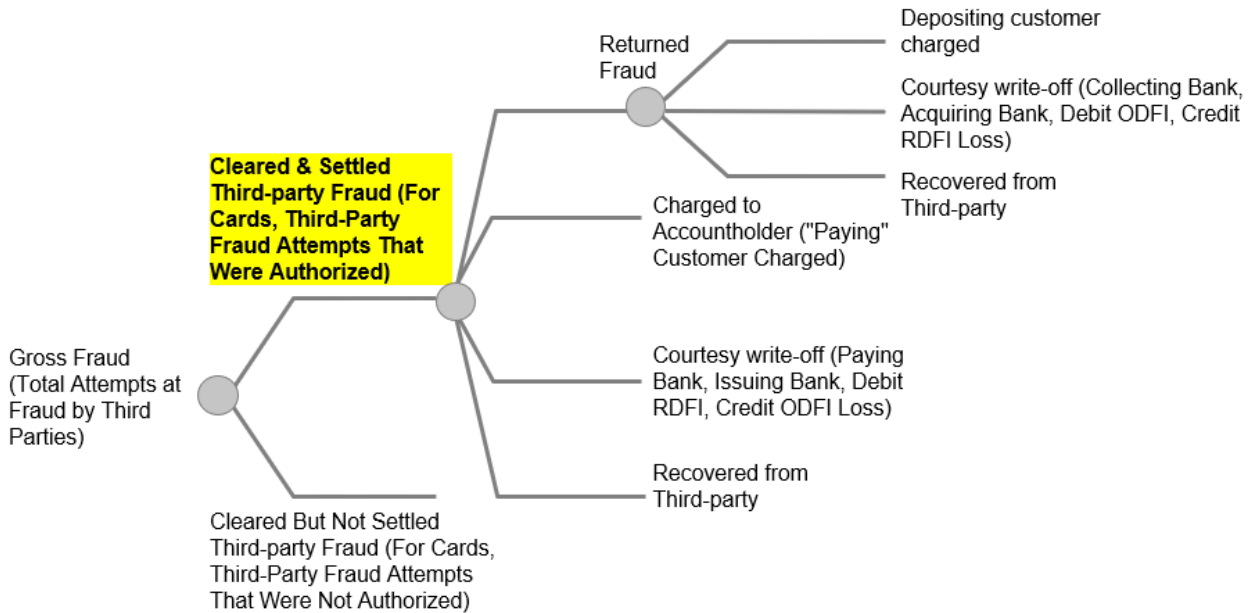 Depositing customer
charged
Returned
Fraud
Courtesy write-off (Collecting Bank,
Acquiring Bank, Debit ODFI, Credit
RDFI Loss)
Recovered from
Third-party
Cleared & Settled
Third-party Fraud (For
Cards, Third-Party
Fraud Attempts That
Were Authorized)
Charged to
Accountholder ("Paying"
Customer Charged)
Gross Fraud
(Total Attempts at
Fraud by Third
Parties)
Courtesy write-off (Paying
Bank, Issuing Bank, Debit
RDFI, Credit ODFI Loss)
Recovered from
Third-party
Cleared But Not Settled
Third-party Fraud (For Cards,
Third-Party Fraud Attempts
That Were Not Authorized)